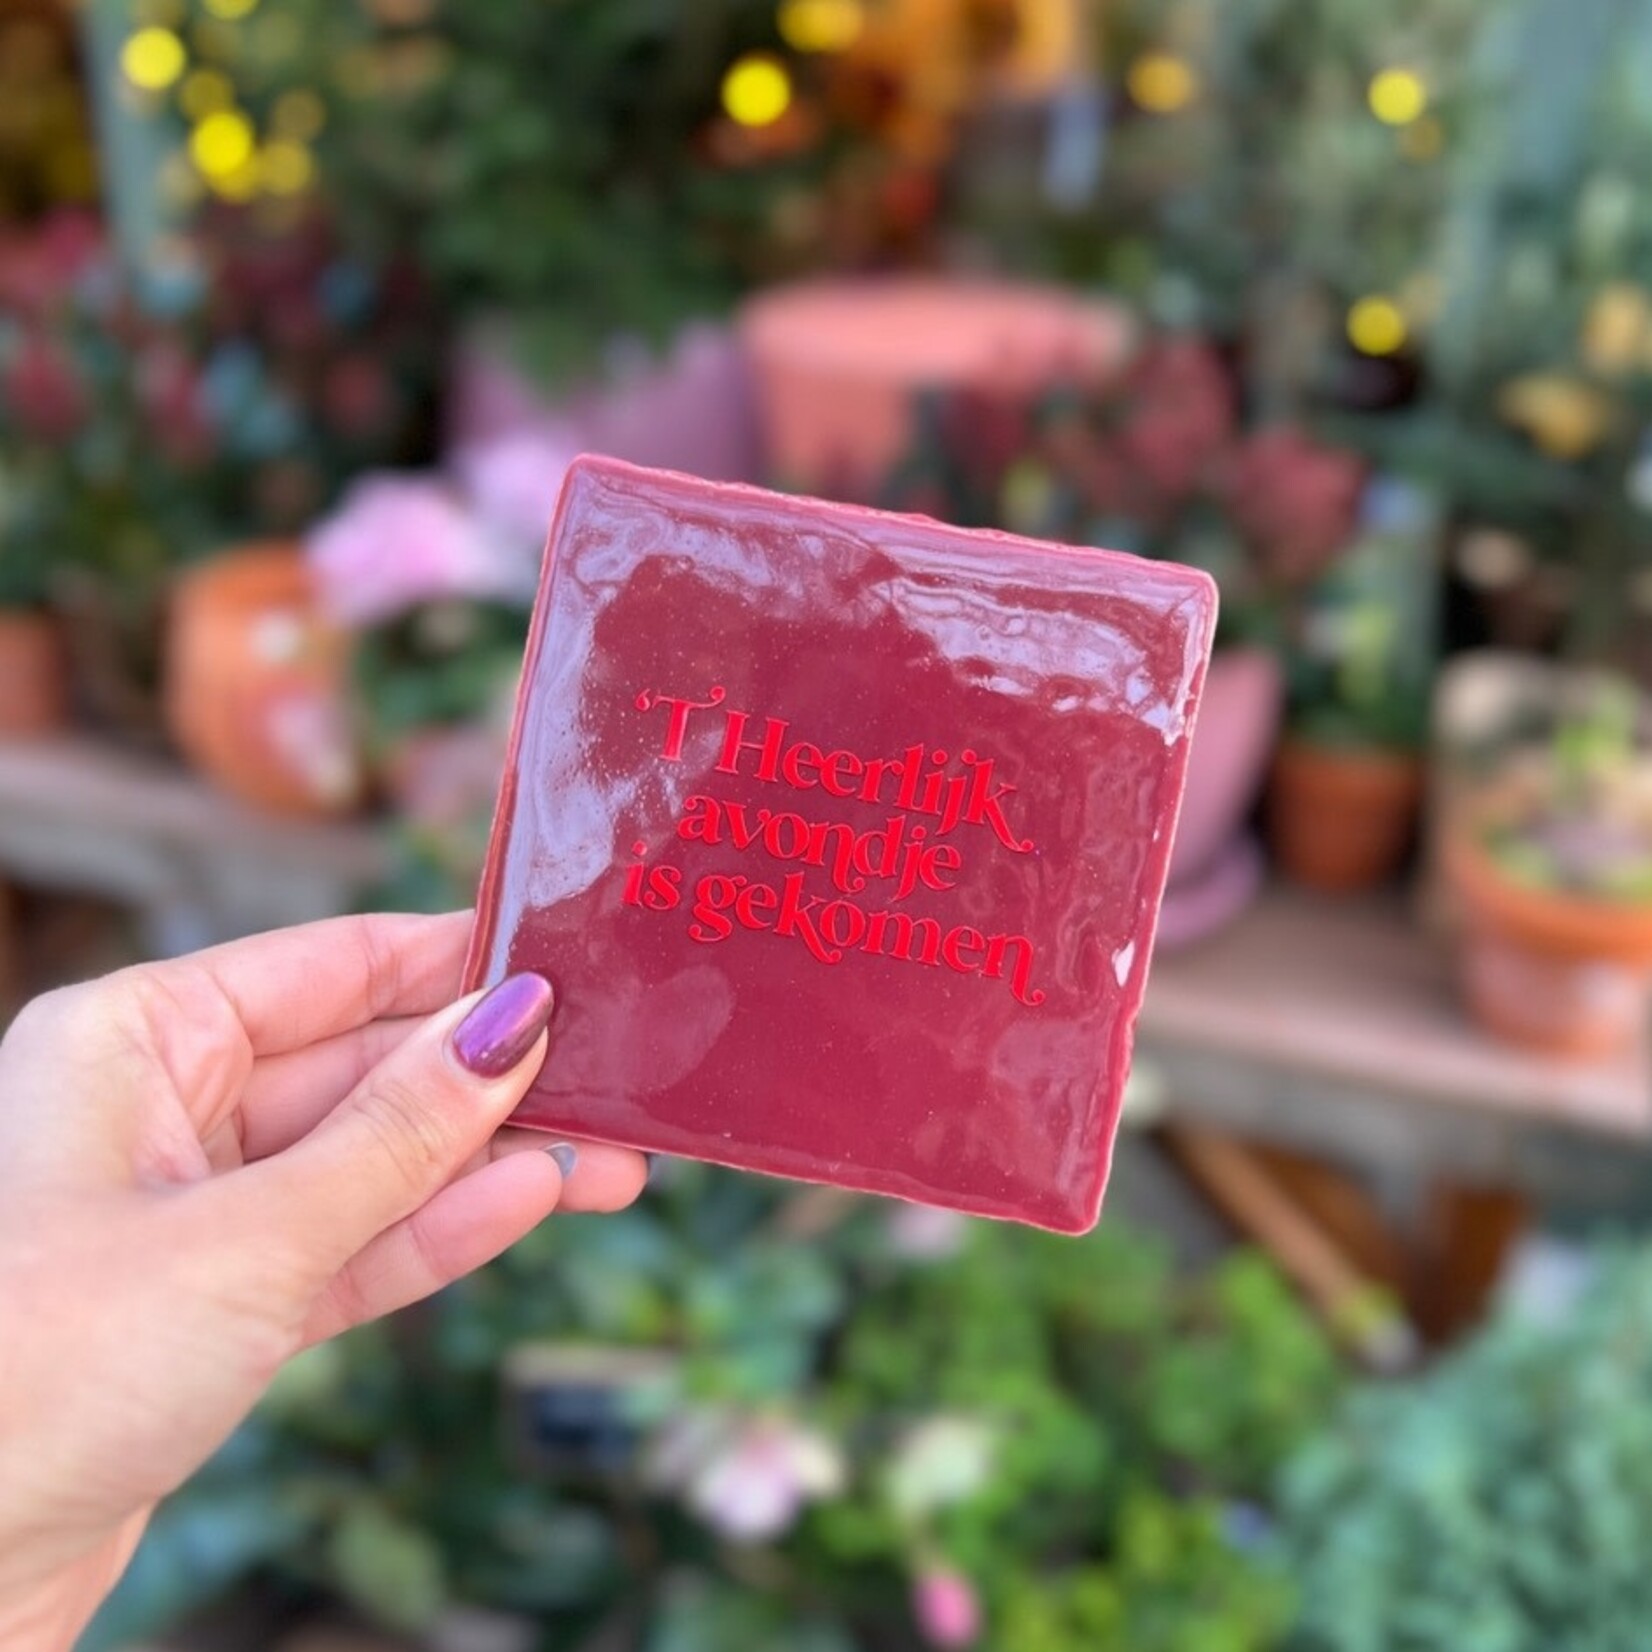 ‘T Heerlijk
avondje
is gekomen